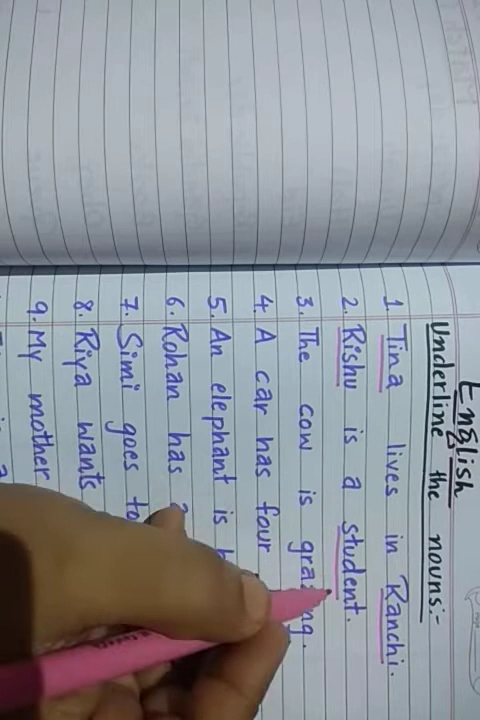 English
Underline the nouns:-
1. Tina lives in Ranchi.
2. Rishu is a student.
3. The cow is grazing.
4 A car has four
5. An elephant is
6. Rohan has a
7. Simi goes to
8. Riya wants
9. My mother